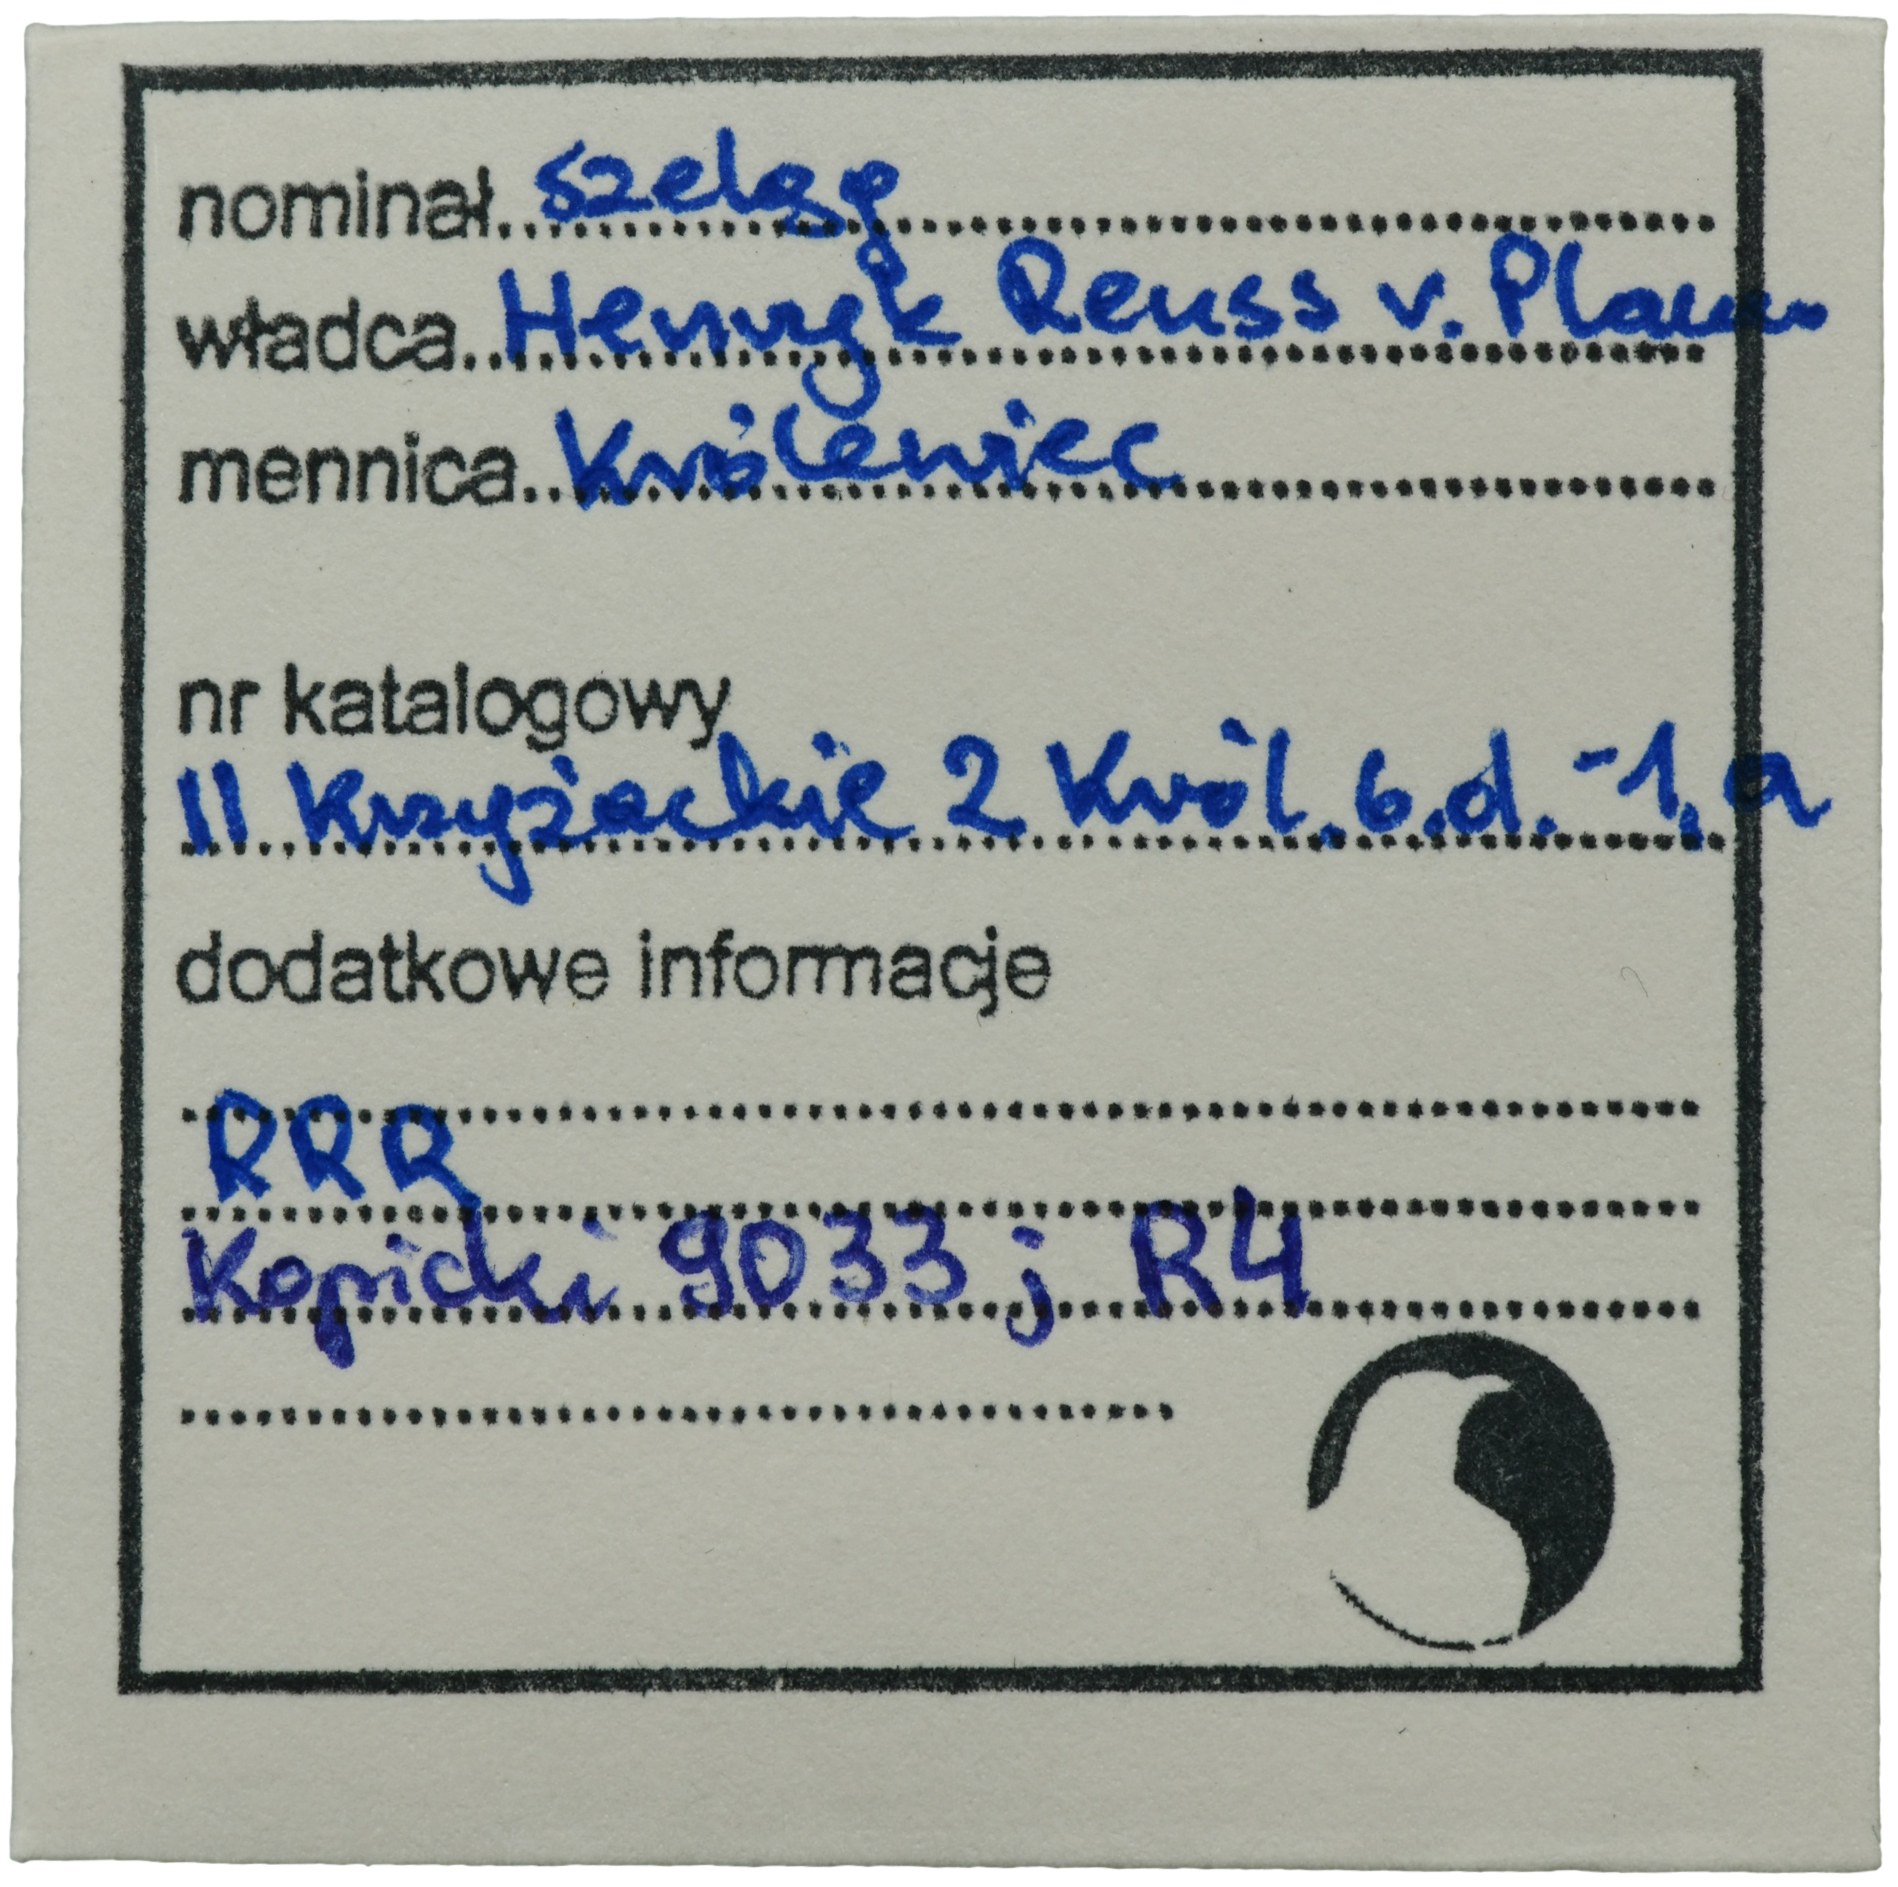 nominał szeląg
władca Henryk Reuss v. Plauen
mennica Królewiec
nr katalogowy
II Krzyżackie 2 Król. 6.d. -1, a
dodatkowe informacje
RRR
Kopicki 9033 j R4